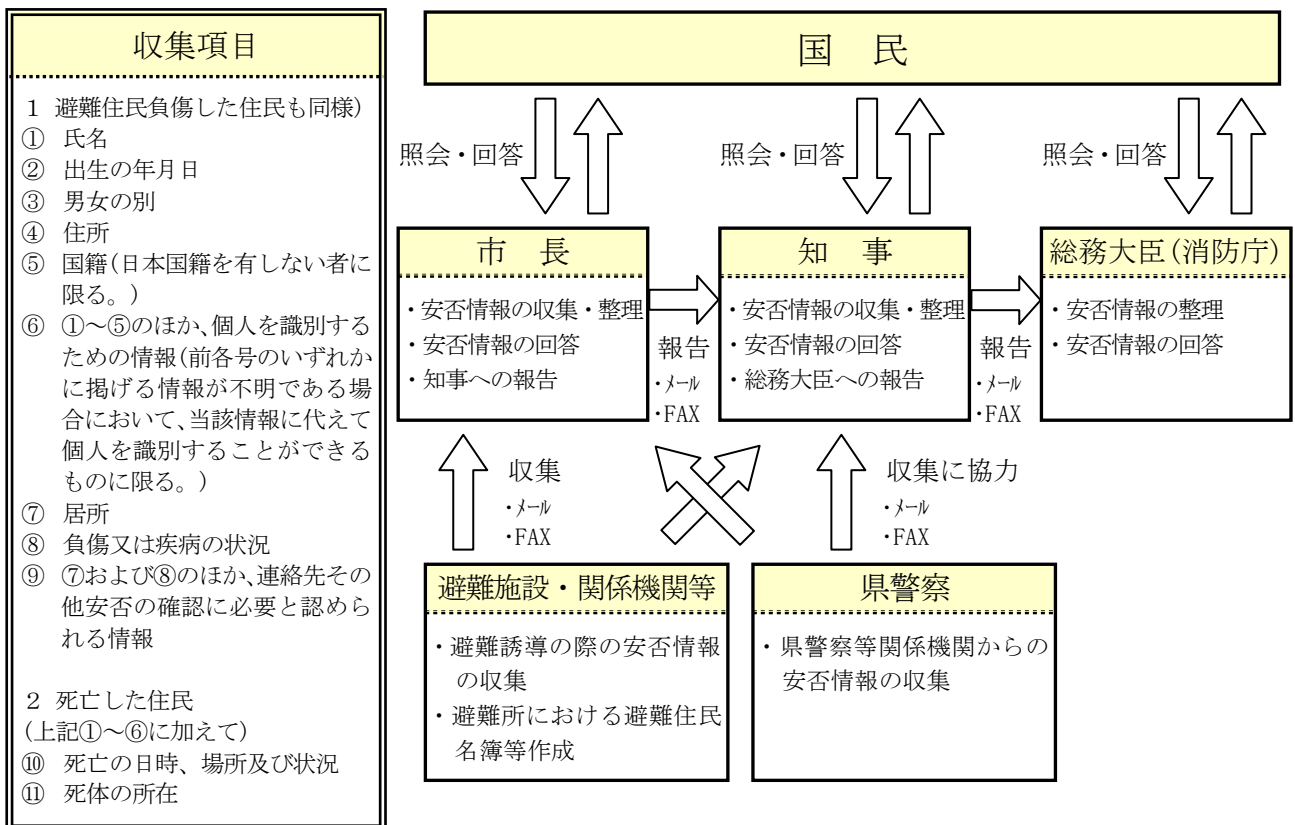 収集項目
1 避難住民負傷した住民も同様)
① 氏名
② 出生の年月日
③ 男女の別
④ 住所
⑤ 国籍(日本国籍を有しない者に
限る。)
⑥ ①～⑤のほか、個人を識別する
ための情報(前各号のいずれか
に掲げる情報が不明である場
合において、当該情報に代えて
個人を識別することができる
ものに限る。)
⑦ 居所
⑧ 負傷又は疾病の状況
⑨ ⑦および⑧のほか、連絡先その
他安否の確認に必要と認めら
れる情報
2 死亡した住民
(上記①～⑥に加えて)
⑩ 死亡の日時、場所及び状況
⑪ 死体の所在
国 民
照会・回答
照会・回答
照会・回答
市 長
・安否情報の収集・整理
・安否情報の回答
・知事への報告
報告
・メール
・FAX
知 事
・安否情報の収集・整理
・安否情報の回答
・総務大臣への報告
報告
・メール
・FAX
総務大臣(消防庁)
・安否情報の整理
・安否情報の回答
収集
・メール
・FAX
収集に協力
・メール
・FAX
避難施設・関係機関等
・避難誘導の際の安否情報
の収集
・避難所における避難住民
名簿等作成
県警察
・県警察等関係機関からの
安否情報の収集